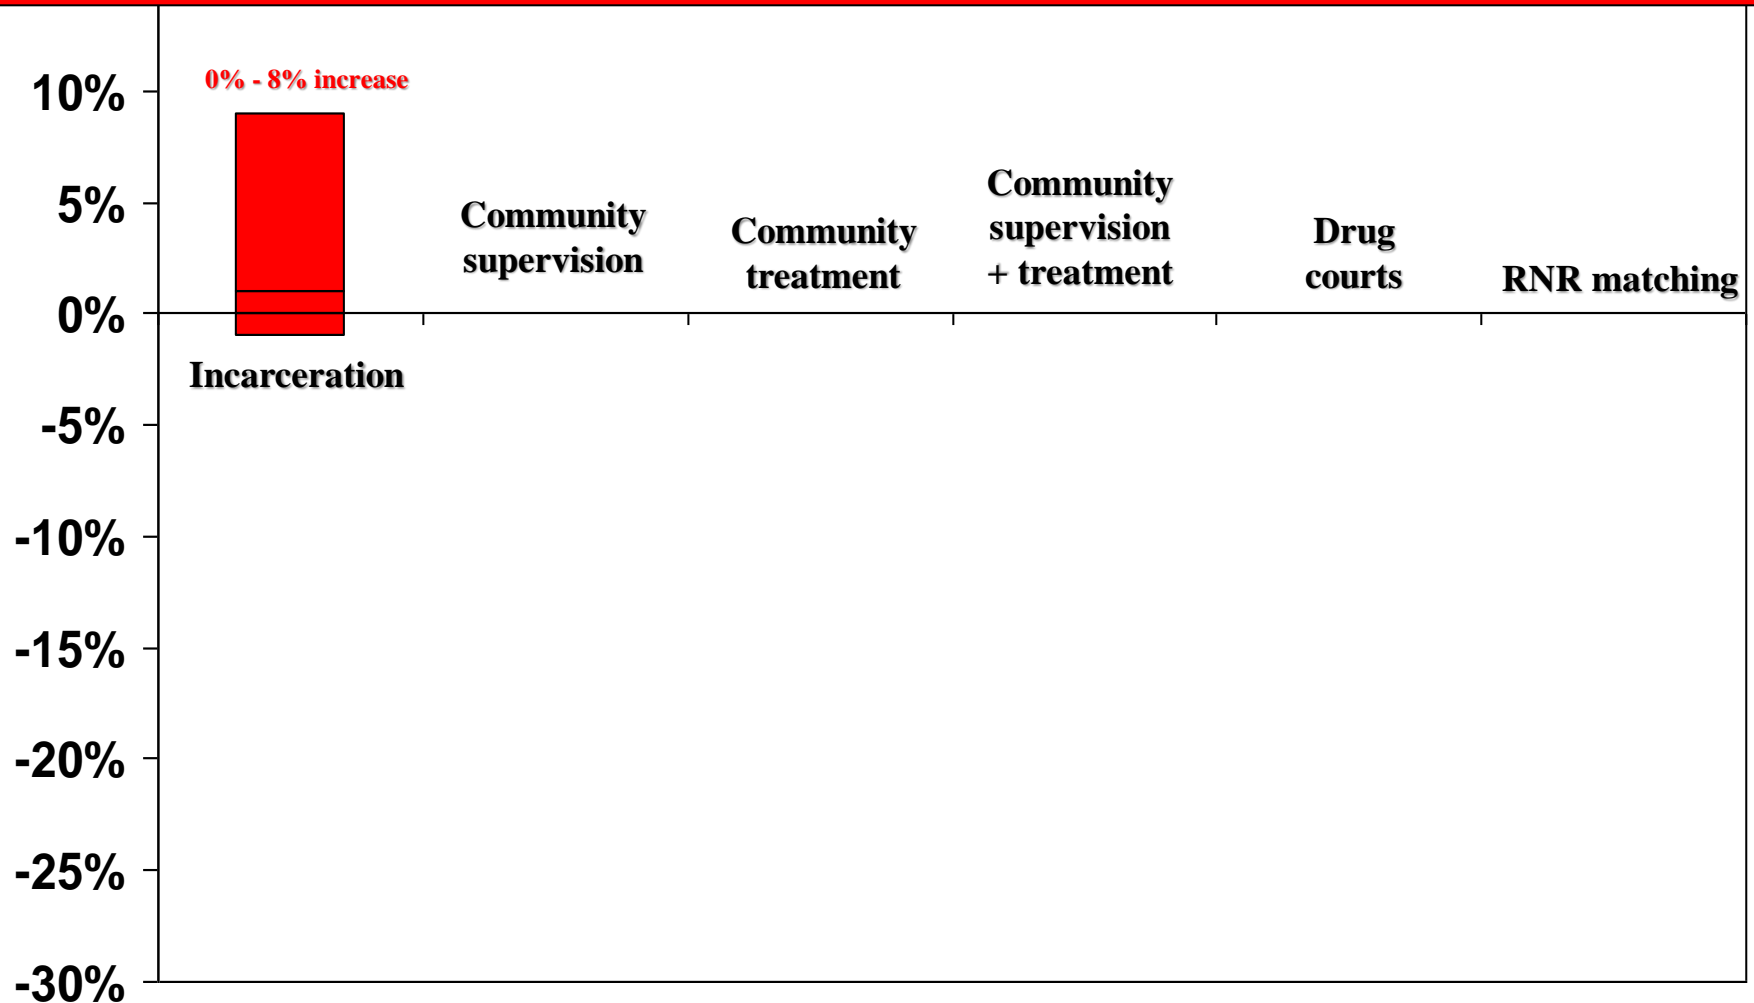 10%
5%
0%
-5%
-10%
-15%
-20%
-25%
-30%
0% - 8% increase
Incarceration
Community
supervision
Community
treatment
Community
supervision
+ treatment
Drug
courts
RNR matching